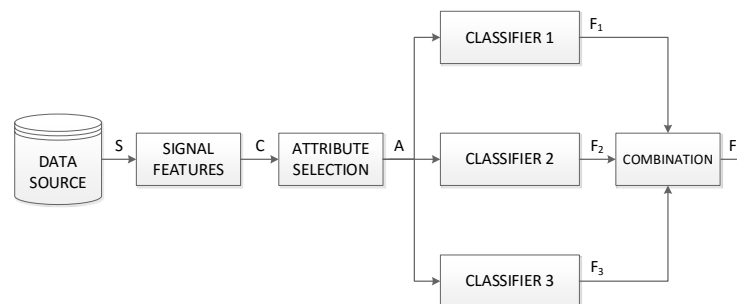 CLASSIFIER 1
F1
DATA
SOURCE
S
SIGNAL
FEATURES
C
ATTRIBUTE
SELECTION
A
CLASSIFIER 2
F2
COMBINATION
F
CLASSIFIER 3
F3